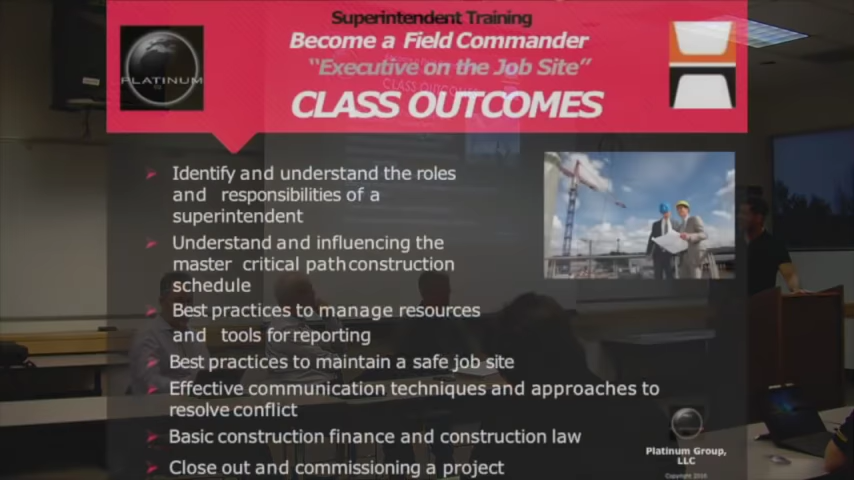 Superintendent Training
PLATINUM
Become a Field Commander
"Executive on the Job Site"
CLASS OUTCOMES
Identify and understand the roles
and responsibilities of a
superintendent
Understand and influencing the
master critical path construction
schedule
Best practices to manage resources
and tools for reporting
Best practices to maintain a safe job site
Effective communication techniques and approaches to
resolve conflict
Basic construction finance and construction law
Close out and commissioning a project
Platinum Group,
LLC